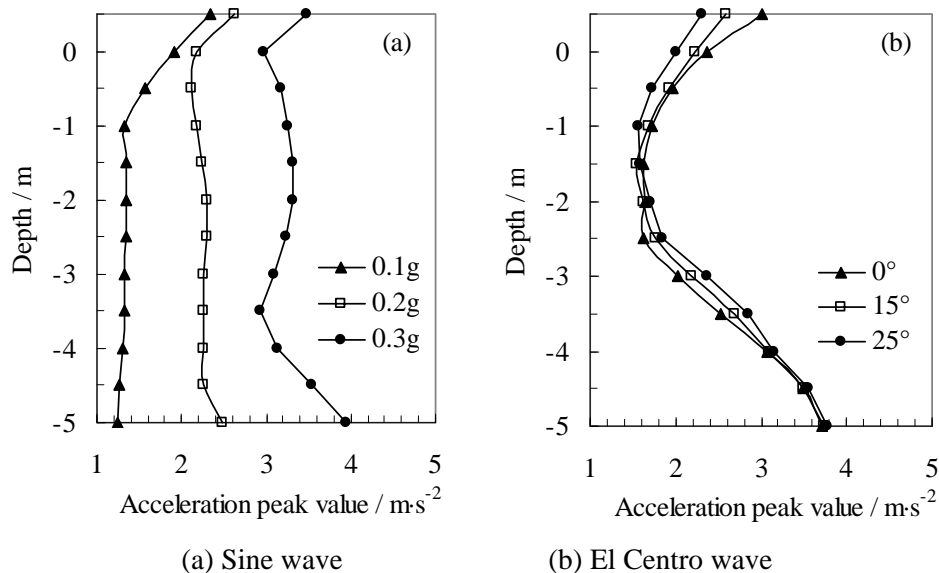 (a)
0
-1
-2
-3
-4
-5
Depth / m
0.1g
0.2g
0.3g
1 2 3 4 5
Acceleration peak value / m·s⁻²
(a) Sine wave
(b)
0
-1
-2
-3
-4
-5
Depth / m
0°
15°
25°
1 2 3 4 5
Acceleration peak value / m·s⁻²
(b) El Centro wave